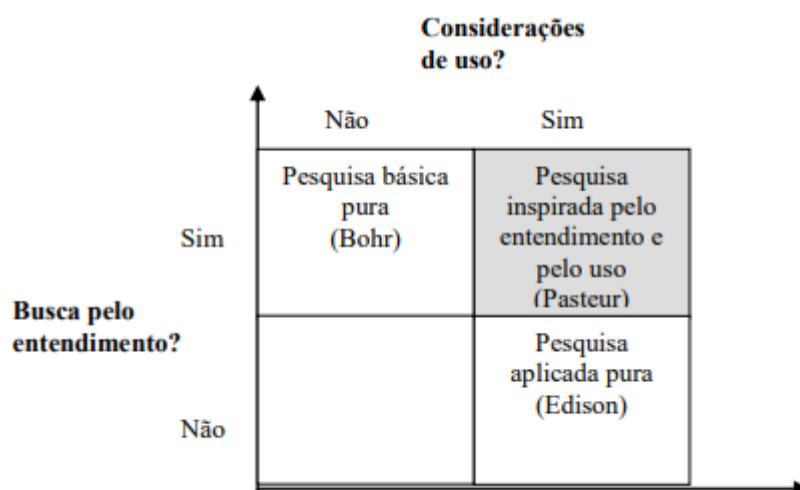 Considerações
de uso?
Não
Sim
Pesquisa básica
pura
(Bohr)
Pesquisa
inspirada pelo
entendimento e
pelo uso
(Pasteur)
Sim
Busca pelo
entendimento?
Pesquisa
aplicada pura
(Edison)
Não